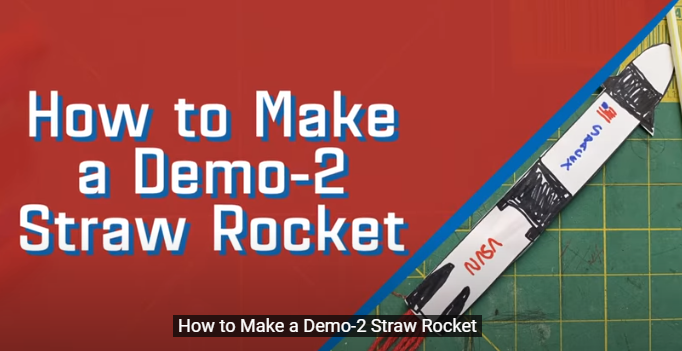 How to Make
a Demo-2
Straw Rocket
SPACEX
NASA
How to Make a Demo-2 Straw Rocket